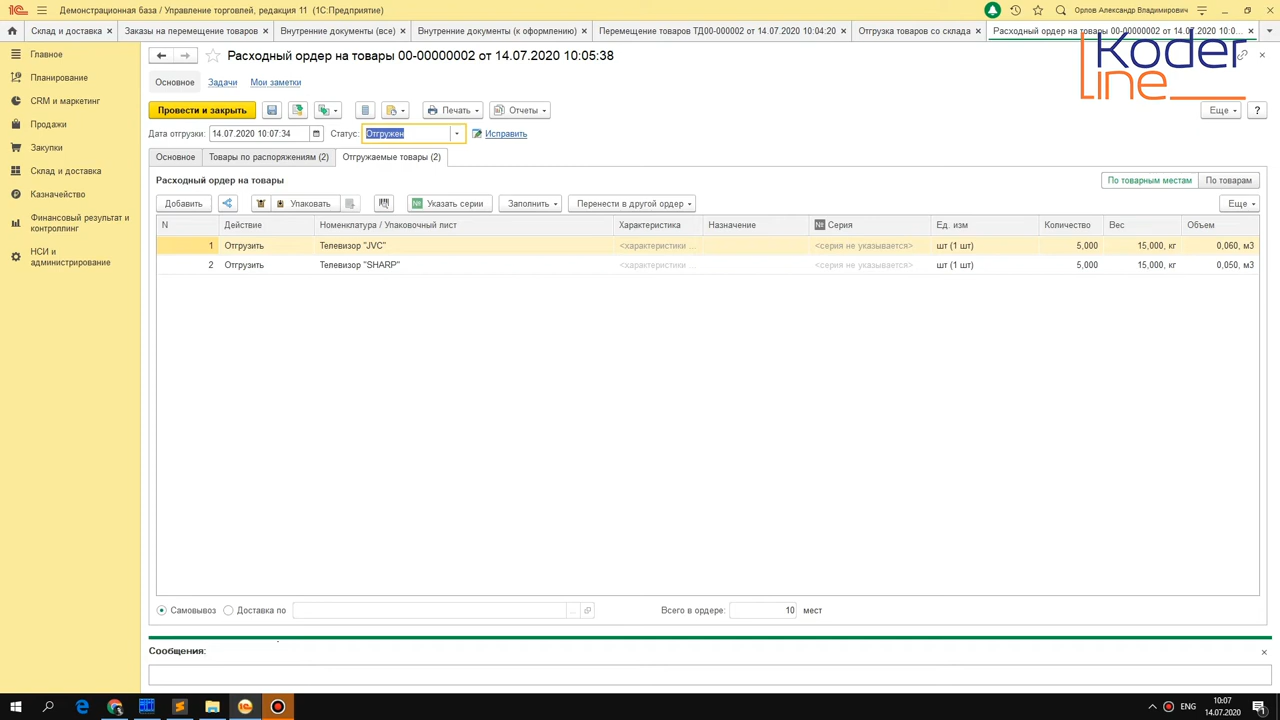 Демонстрационная база / Управление торговлей, редакция 11 (1С:Предприятие)
Орлов Александр Владимирович
Склад и доставка × Заказы на перемещение товаров × Внутренние документы (все) × Внутренние документы (к оформлению) × Перемещение товаров ТД00-000002 от 14.07.2020 10:04:20 × Отгрузка товаров со склада × Расходный ордер на товары 00-00000002 от 14.07.2020 10:0... ×
Koder
line
Главное
Планирование
CRM и маркетинг
Продажи
Закупки
Склад и доставка
Казначейство
Финансовый результат и
контроллинг
НСИ и
администрирование
Расходный ордер на товары 00-00000002 от 14.07.2020 10:05:38
Основное Задачи Мои заметки
Провести и закрыть Печать Отчеты Еще ?
Дата отгрузки: 14.07.2020 10:07:34 Статус: Отгружен Исправить
Основное Товары по распоряжениям (2) Отгружаемые товары (2)
Расходный ордер на товары По товарным местам По товарам
Добавить Упаковать № Указать серии Заполнить Перенести в другой ордер Еще
N Действие Номенклатура / Упаковочный лист Характеристика Назначение № Серия Ед. изм Количество Вес Объем
1 Отгрузить Телевизор "JVC" <характеристики ... <серия не указывается> шт (1 шт) 5,000 15,000, кг 0,060, м3
2 Отгрузить Телевизор "SHARP" <характеристики ... <серия не указывается> шт (1 шт) 5,000 15,000, кг 0,050, м3
Самовывоз Доставка по ... Всего в ордере: 10 мест
Сообщения: ×
ENG 10:07
14.07.2020